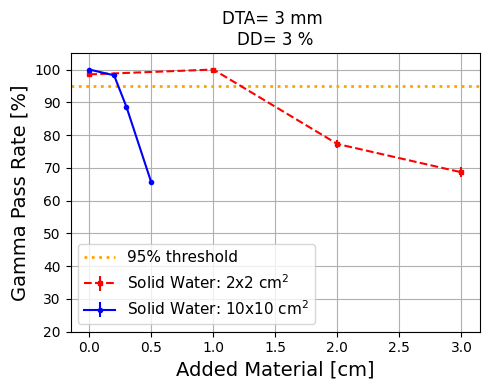 DTA= 3 mm
DD= 3 %
Gamma Pass Rate [%]
100
90
80
70
60
50
40
30
20
95% threshold
Solid Water: 2x2 cm²
Solid Water: 10x10 cm²
0.0 0.5 1.0 1.5 2.0 2.5 3.0
Added Material [cm]